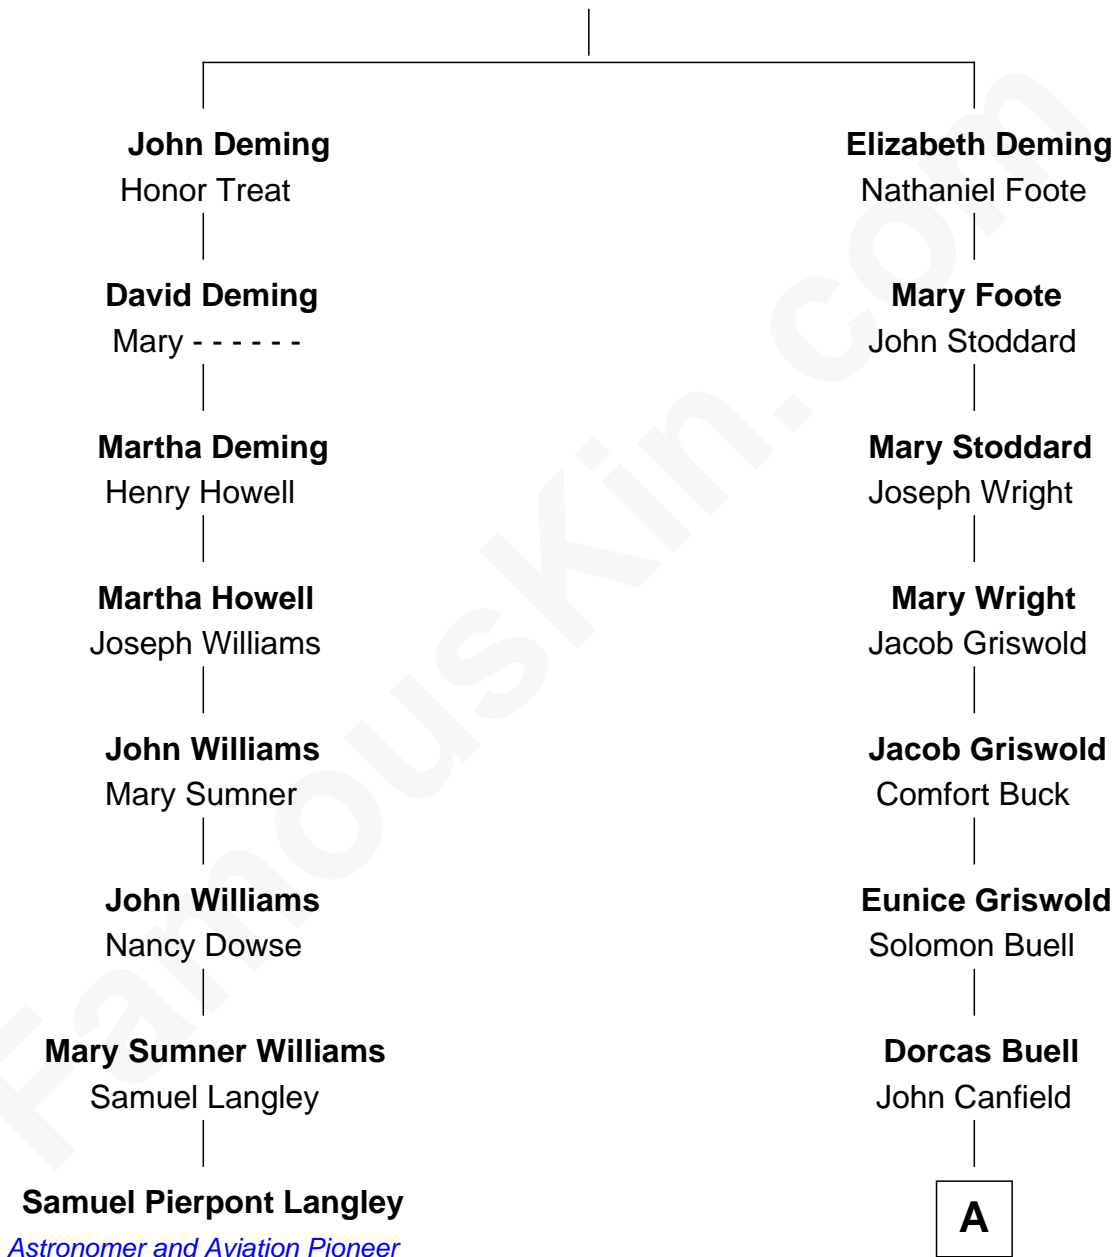 John Deming
Honor Treat
David Deming
Mary - - - - - -
Martha Deming
Henry Howell
Martha Howell
Joseph Williams
John Williams
Mary Sumner
John Williams
Nancy Dowse
Mary Sumner Williams
Samuel Langley
Samuel Pierpont Langley
Astronomer and Aviation Pioneer
Elizabeth Deming
Nathaniel Foote
Mary Foote
John Stoddard
Mary Stoddard
Joseph Wright
Mary Wright
Jacob Griswold
Jacob Griswold
Comfort Buck
Eunice Griswold
Solomon Buell
Dorcas Buell
John Canfield
A
FamousKin.com